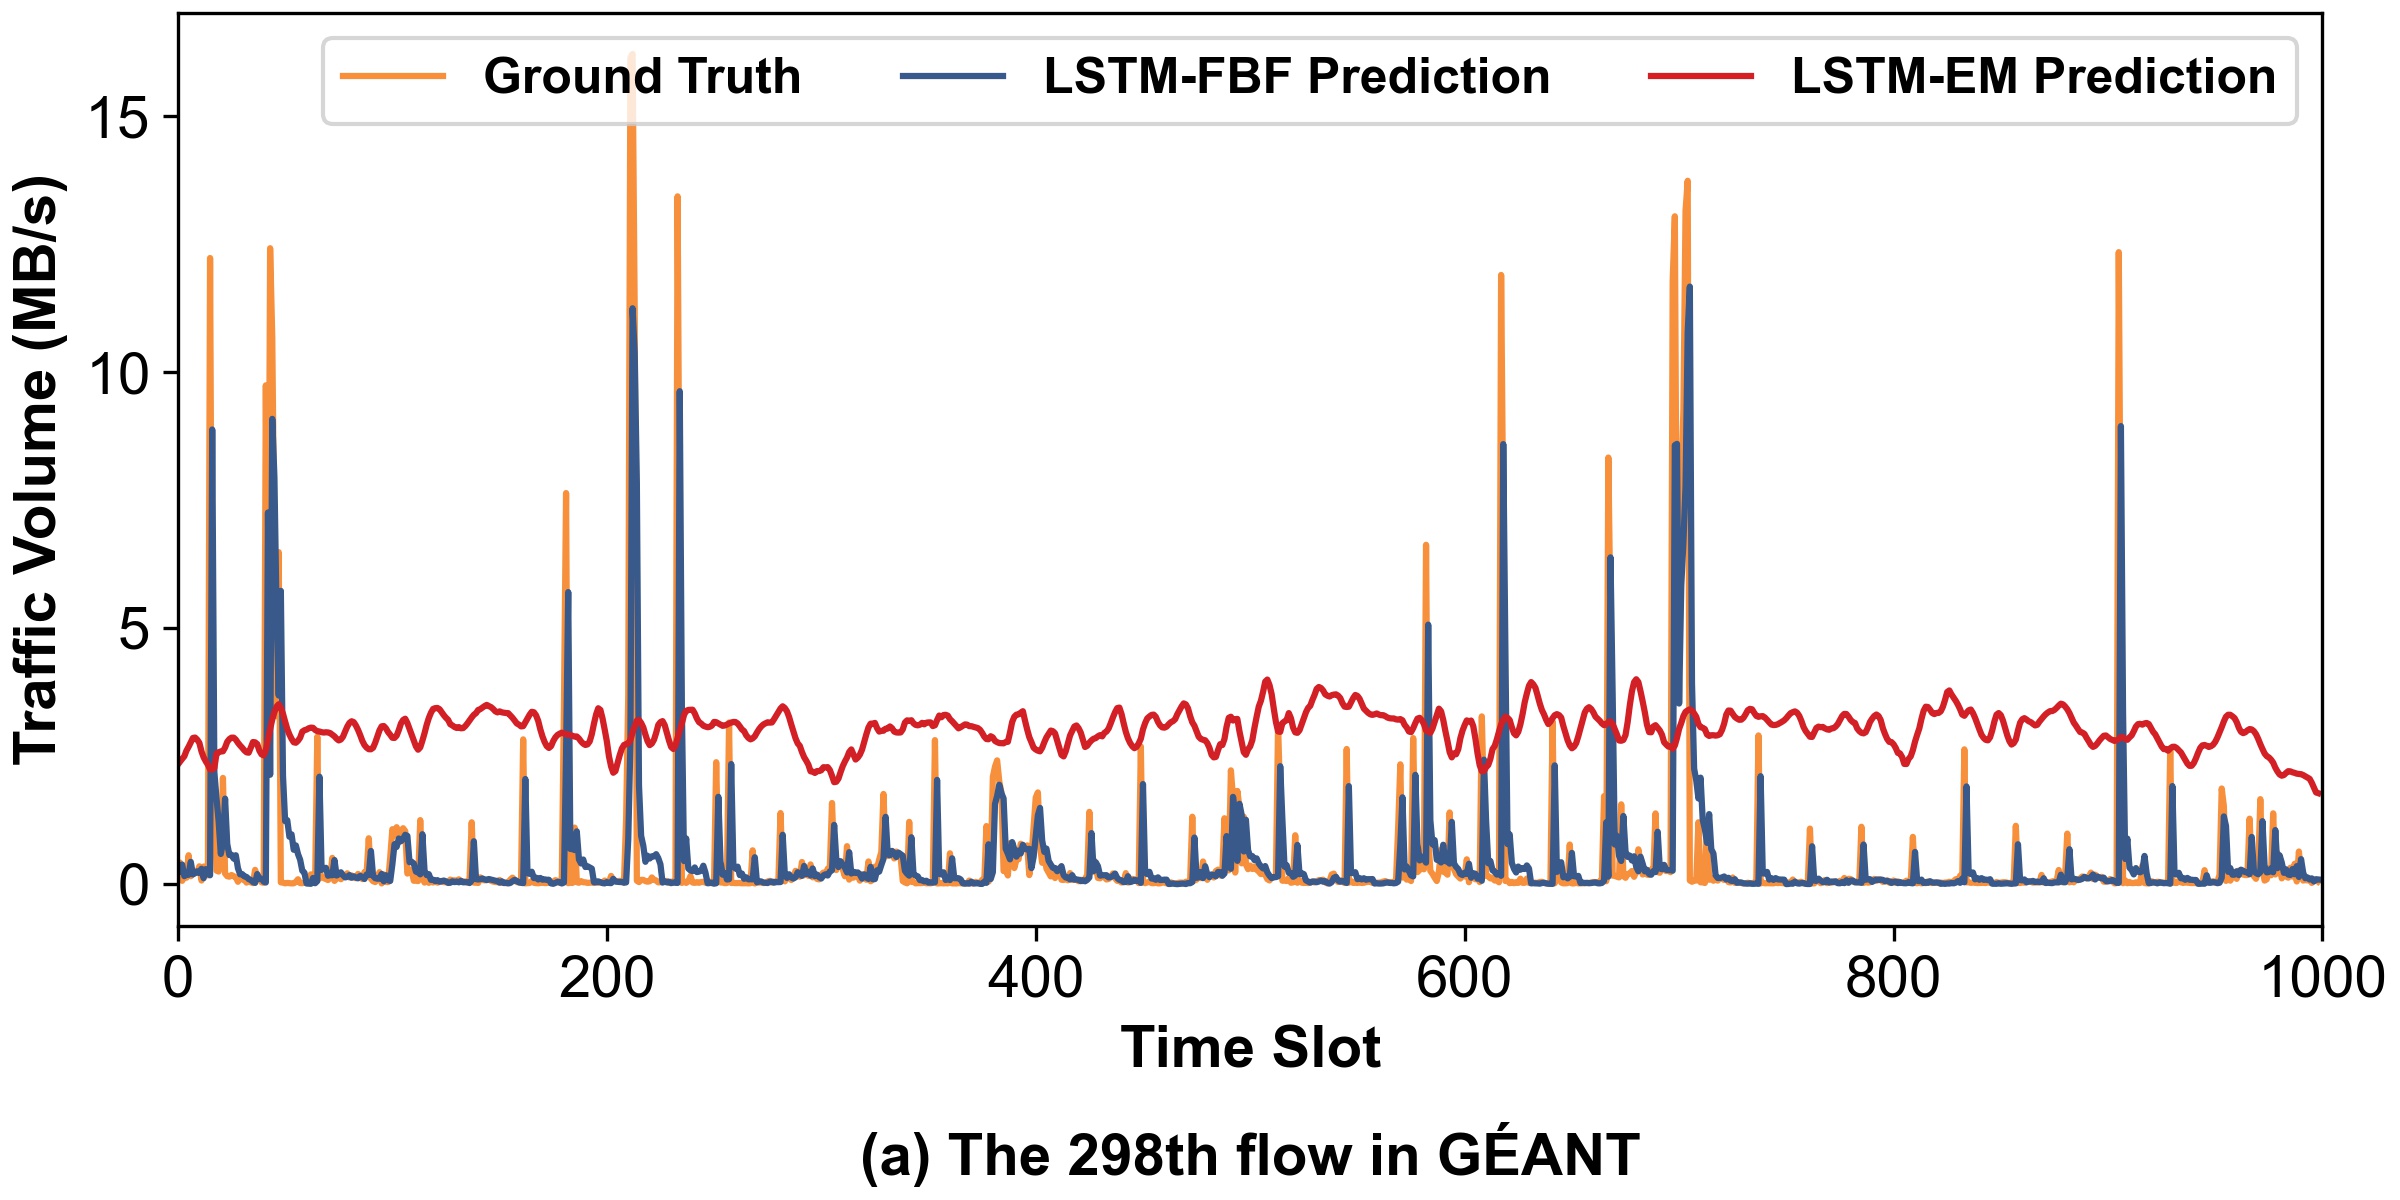 Ground Truth LSTM-FBF Prediction LSTM-EM Prediction
Traffic Volume (MB/s)
15
10
5
0
0 200 400 600 800 1000
Time Slot
(a) The 298th flow in GÉANT